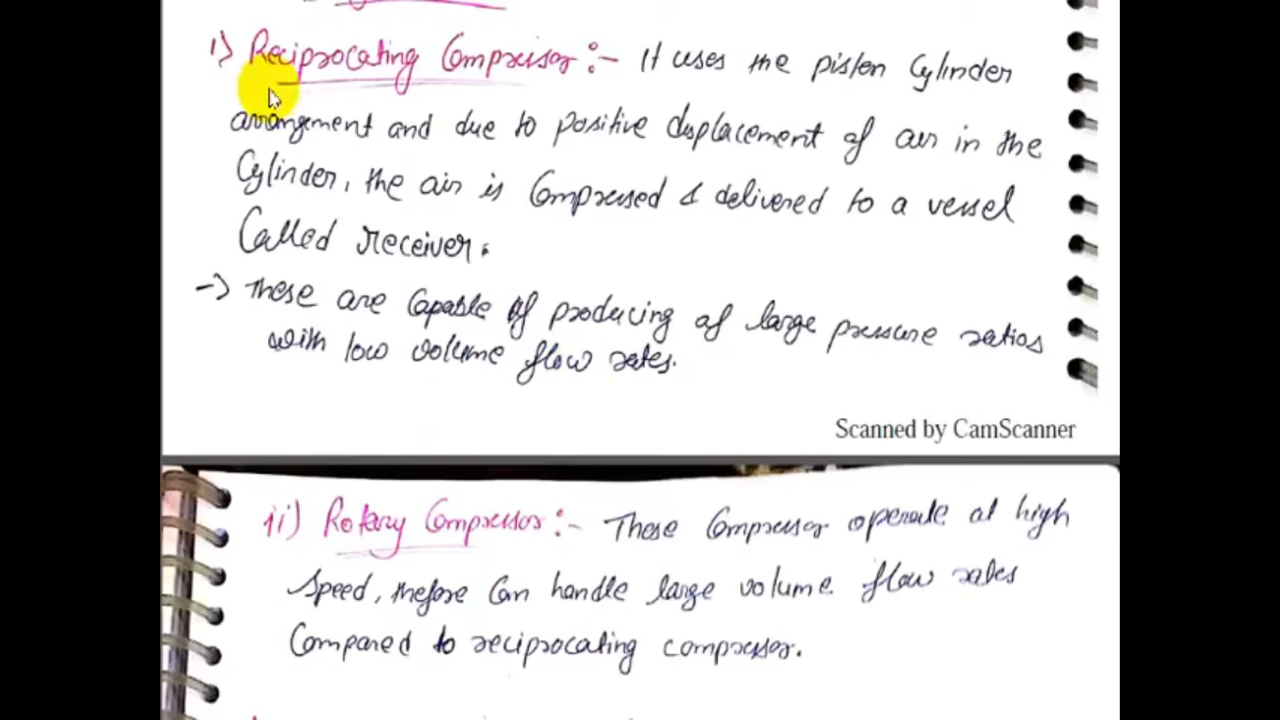 i) Reciprocating Compressor :- It uses the piston Cylinder
arrangment and due to positive displacement of air in the
Cylinder, the air is Compressed & delivered to a vessel
Called receiver.
-> These are Capable of producing of large pressure ratios
with low volume flow rates.
Scanned by CamScanner
ii) Rotary Compressor :- These Compressor operate at high
Speed, thefore Can handle large volume flow rates
Compared to reciprocating compressor.